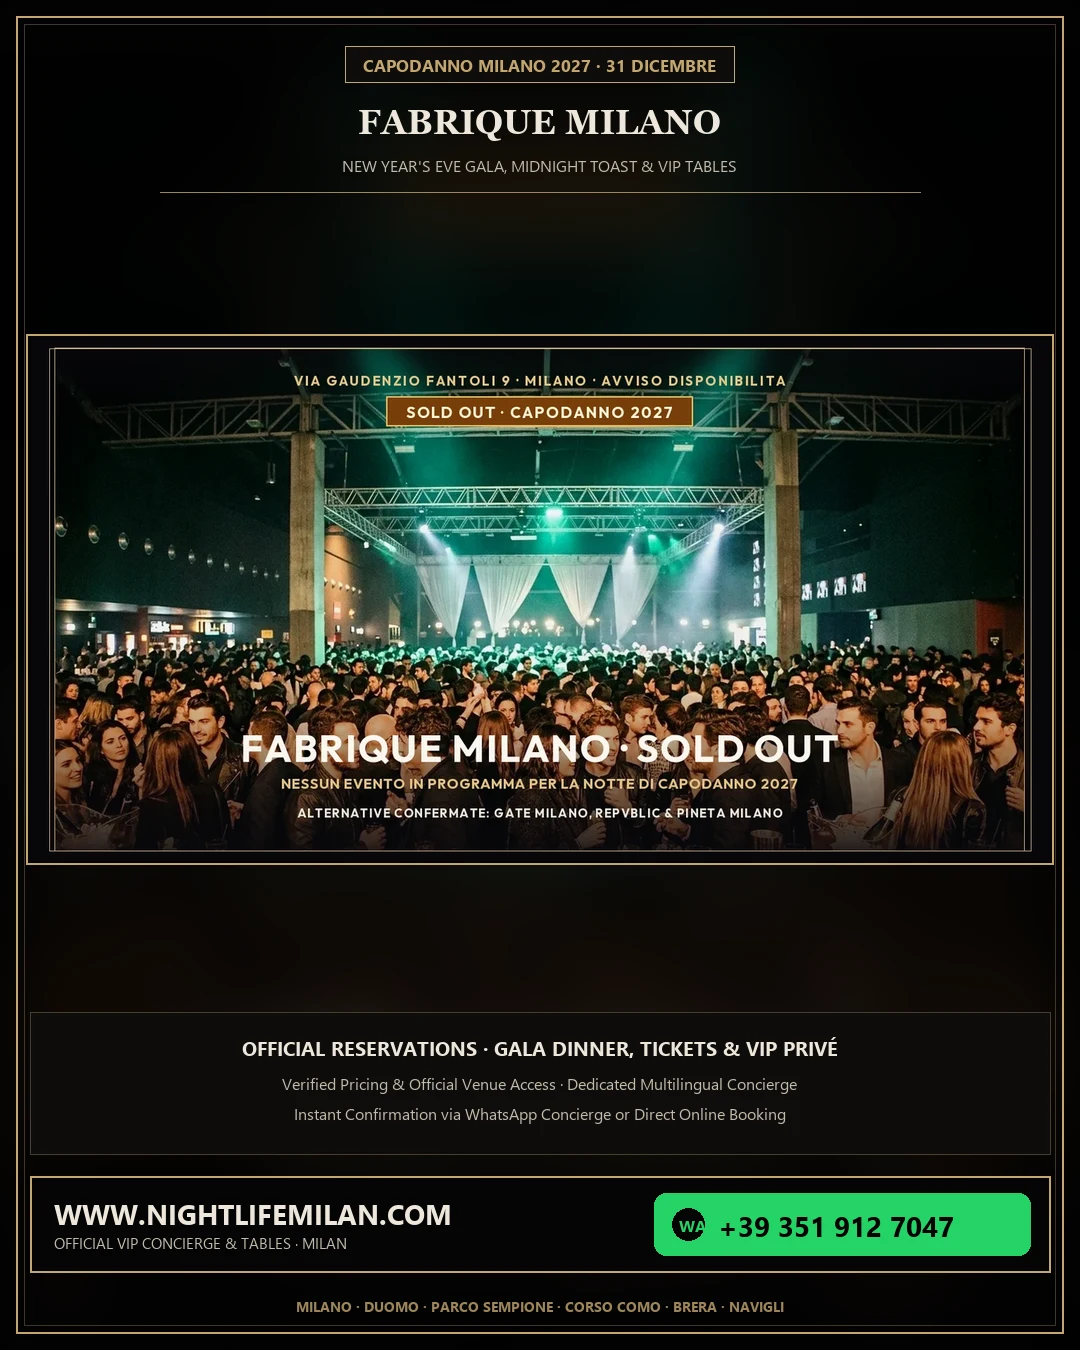 CAPODANNO MILANO 2027 · 31 DICEMBRE
FABRIQUE MILANO
NEW YEAR'S EVE GALA, MIDNIGHT TOAST & VIP TABLES
VIA GAUDENZIO FANTOLI 9 · MILANO · AVVISO DISPONIBILITA
SOLD OUT · CAPODANNO 2027
FABRIQUE MILANO · SOLD OUT
NESSUN EVENTO IN PROGRAMMA PER LA NOTTE DI CAPODANNO 2027
ALTERNATIVE CONFERMATE: GATE MILANO, REPVBLIC & PINETA MILANO
OFFICIAL RESERVATIONS · GALA DINNER, TICKETS & VIP PRIVÉ
Verified Pricing & Official Venue Access · Dedicated Multilingual Concierge
Instant Confirmation via WhatsApp Concierge or Direct Online Booking
WWW.NIGHTLIFEMILAN.COM
OFFICIAL VIP CONCIERGE & TABLES · MILAN
WA +39 351 912 7047
MILANO · DUOMO · PARCO SEMPIONE · CORSO COMO · BRERA · NAVIGLI